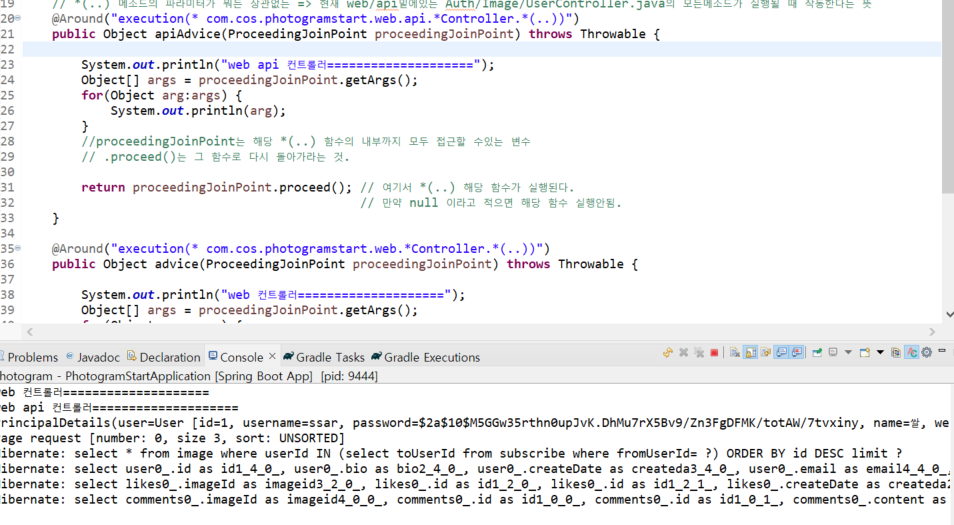 19 // *(..) 메소드의 파라미터가 뭐든 상관없는 => 현재 web/api밑에있는 Auth/Image/UserController.java의 모든메소드가 실행될 때 작동한다는 뜻
20 @Around("execution(* com.cos.photogramstart.web.api.*Controller.*(..))")
21 public Object apiAdvice(ProceedingJoinPoint proceedingJoinPoint) throws Throwable {
22
23 System.out.println("web api 컨트롤러====================");
24 Object[] args = proceedingJoinPoint.getArgs();
25 for(Object arg:args) {
26 System.out.println(arg);
27 }
28 //proceedingJoinPoint는 해당 *(..) 함수의 내부까지 모두 접근할 수있는 변수
29 // .proceed()는 그 함수로 다시 돌아가라는 것.
30
31 return proceedingJoinPoint.proceed(); // 여기서 *(..) 해당 함수가 실행된다.
32 // 만약 null 이라고 적으면 해당 함수 실행안됨.
33 }
34
35 @Around("execution(* com.cos.photogramstart.web.*Controller.*(..))")
36 public Object advice(ProceedingJoinPoint proceedingJoinPoint) throws Throwable {
37
38 System.out.println("web 컨트롤러====================");
39 Object[] args = proceedingJoinPoint.getArgs();
Problems Javadoc Declaration Console Gradle Tasks Gradle Executions
hotogram - PhotogramStartApplication [Spring Boot App] [pid: 9444]
eb 컨트롤러====================
eb api 컨트롤러====================
rincipalDetails(user=User [id=1, username=ssar, password=$2a$10$M5GGw35rthn0upJvK.DhMu7rX5Bv9/Zn3FgDFMK/totAW/7tvxiny, name=쌀, we
age request [number: 0, size 3, sort: UNSORTED]
ibernate: select * from image where userId IN (select toUserId from subscribe where fromUserId= ?) ORDER BY id DESC limit ?
ibernate: select user0_.id as id1_4_0_, user0_.bio as bio2_4_0_, user0_.createDate as createda3_4_0_, user0_.email as email4_4_0_,
ibernate: select likes0_.imageId as imageid3_2_0_, likes0_.id as id1_2_0_, likes0_.id as id1_2_1_, likes0_.createDate as createda2
ibernate: select comments0_.imageId as imageid4_0_0_, comments0_.id as id1_0_0_, comments0_.id as id1_0_1_, comments0_.content as